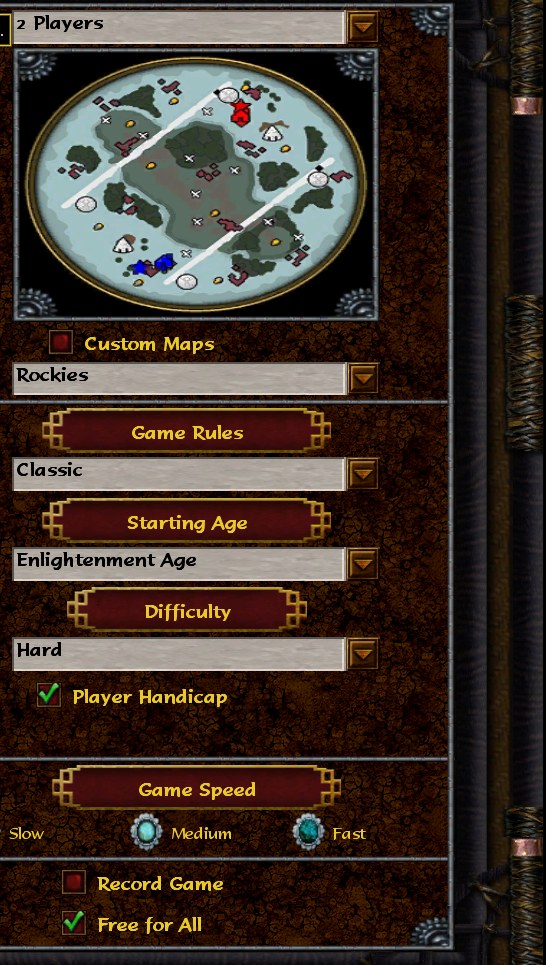 2 Players
Custom Maps
Rockies
Game Rules
Classic
Starting Age
Enlightenment Age
Difficulty
Hard
Player Handicap
Game Speed
Slow Medium Fast
Record Game
Free for All